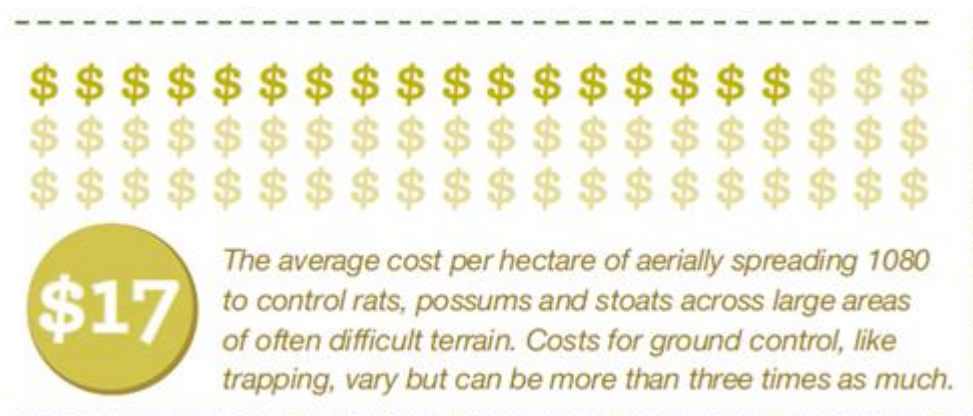 $ $ $ $ $ $ $ $ $ $ $ $ $ $ $ $ $ $ $ $
$ $ $ $ $ $ $ $ $ $ $ $ $ $ $ $ $ $ $ $
$ $ $ $ $ $ $ $ $ $ $ $ $ $ $ $ $ $ $ $
$17
The average cost per hectare of aerially spreading 1080
to control rats, possums and stoats across large areas
of often difficult terrain. Costs for ground control, like
trapping, vary but can be more than three times as much.